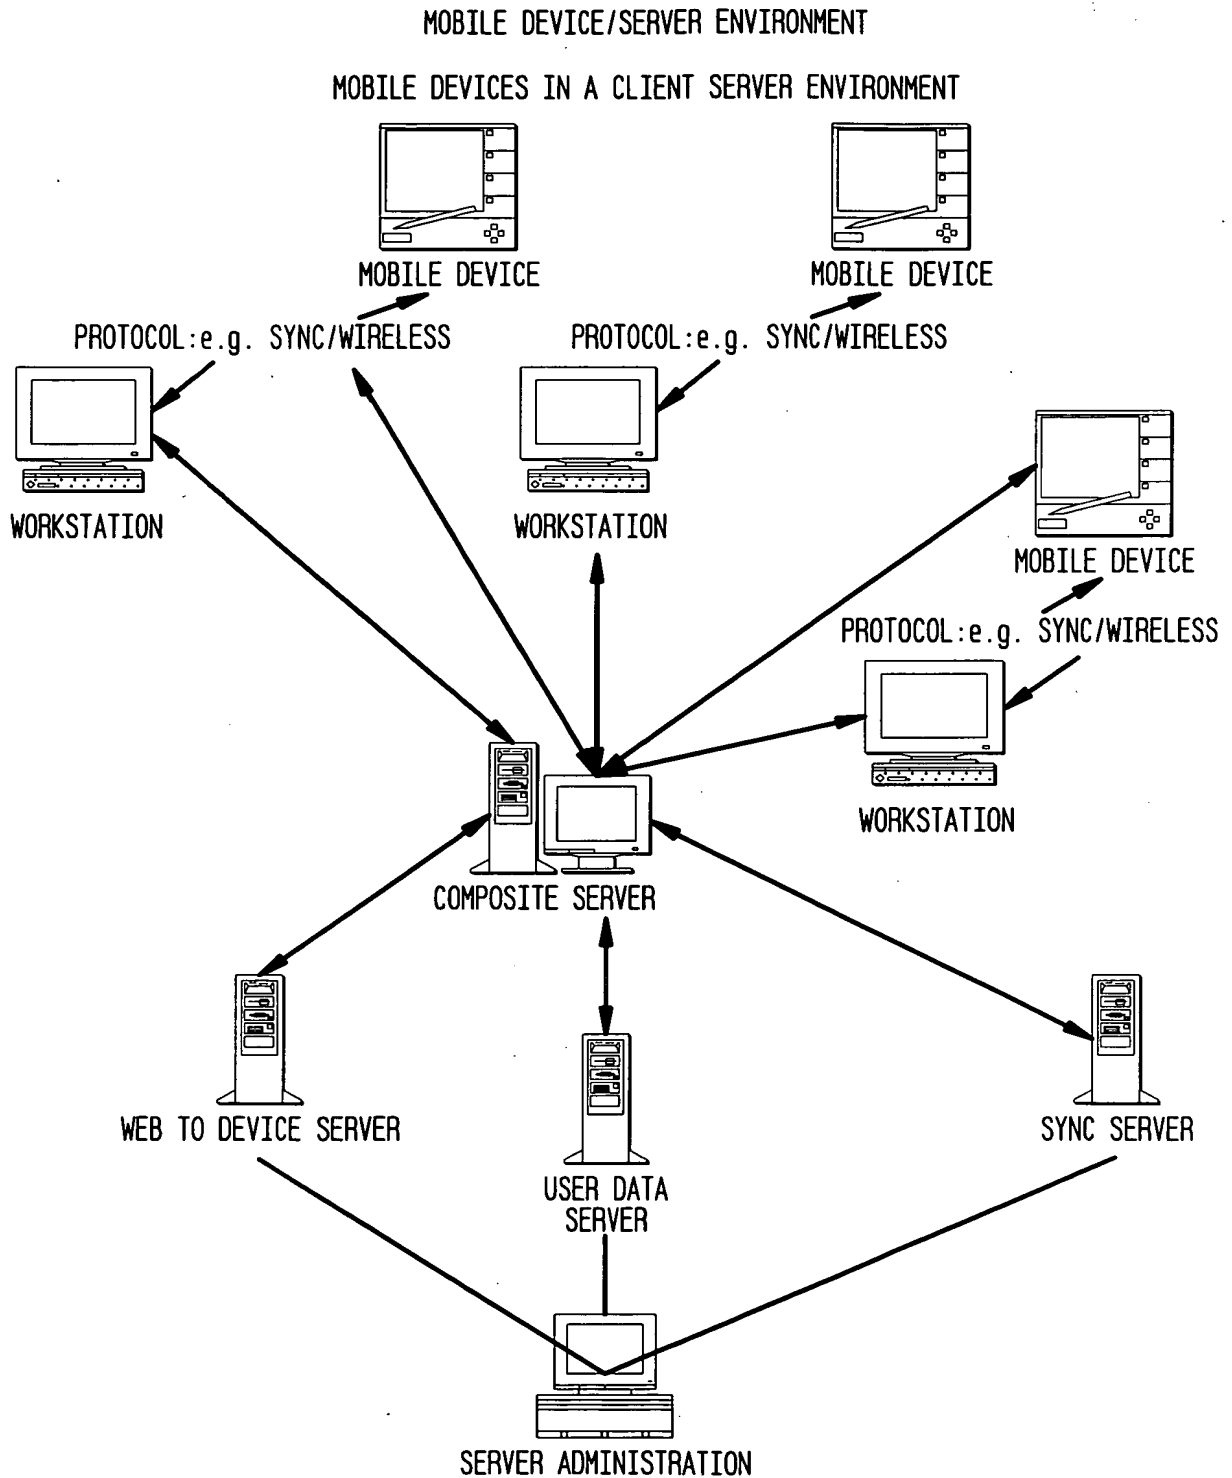 MOBILE DEVICE/SERVER ENVIRONMENT
MOBILE DEVICES IN A CLIENT SERVER ENVIRONMENT
MOBILE DEVICE
MOBILE DEVICE
PROTOCOL:e.g. SYNC/WIRELESS
PROTOCOL:e.g. SYNC/WIRELESS
WORKSTATION
WORKSTATION
MOBILE DEVICE
PROTOCOL:e.g. SYNC/WIRELESS
WORKSTATION
COMPOSITE SERVER
WEB TO DEVICE SERVER
SYNC SERVER
USER DATA
SERVER
SERVER ADMINISTRATION